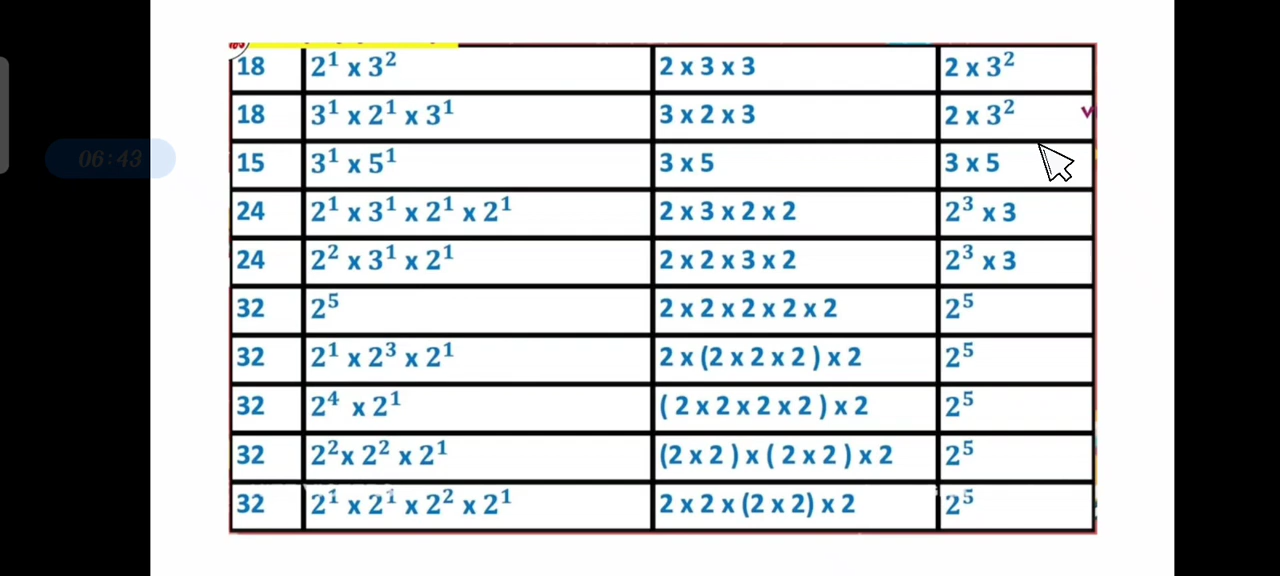 18 2¹ x 3² 2 x 3 x 3 2 x 3²
18 3¹ x 2¹ x 3¹ 3 x 2 x 3 2 x 3²
06:43
15 3¹ x 5¹ 3 x 5 3 x 5
24 2¹ x 3¹ x 2¹ x 2¹ 2 x 3 x 2 x 2 2³ x 3
24 2² x 3¹ x 2¹ 2 x 2 x 3 x 2 2³ x 3
32 2⁵ 2 x 2 x 2 x 2 x 2 2⁵
32 2¹ x 2³ x 2¹ 2 x (2 x 2 x 2 ) x 2 2⁵
32 2⁴ x 2¹ ( 2 x 2 x 2 x 2 ) x 2 2⁵
32 2²x 2² x 2¹ (2 x 2 ) x ( 2 x 2 ) x 2 2⁵
32 2¹ x 2¹ x 2² x 2¹ 2 x 2 x (2 x 2) x 2 2⁵